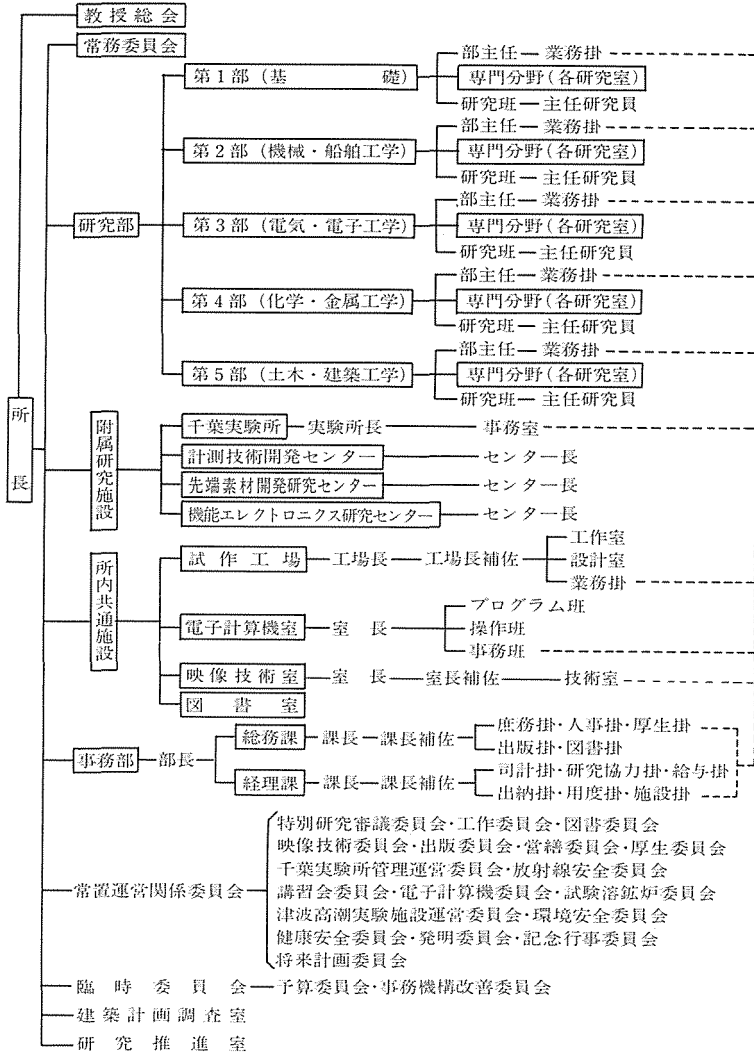 教授総会
常務委員会
所長
研究部
第1部(基礎)
部主任―業務掛
専門分野(各研究室)
研究班―主任研究員
第2部(機械・船舶工学)
部主任―業務掛
専門分野(各研究室)
研究班―主任研究員
第3部(電気・電子工学)
部主任―業務掛
専門分野(各研究室)
研究班―主任研究員
第4部(化学・金属工学)
部主任―業務掛
専門分野(各研究室)
研究班―主任研究員
第5部(土木・建築工学)
部主任―業務掛
専門分野(各研究室)
研究班―主任研究員
附属研究施設
千葉実験所―実験所長―事務室
計測技術開発センター―センター長
先端素材開発研究センター―センター長
機能エレクトロニクス研究センター―センター長
所内共通施設
試作工場―工場長―工場長補佐
工作室
設計室
業務掛
電子計算機室―室長
プログラム班
操作班
事務班
映像技術室―室長―室長補佐―技術室
図書室
事務部―部長
総務課―課長―課長補佐
庶務掛・人事掛・厚生掛
出版掛・図書掛
経理課―課長―課長補佐
司計掛・研究協力掛・給与掛
出納掛・用度掛・施設掛
常置運営関係委員会
特別研究審議委員会・工作委員会・図書委員会
映像技術委員会・出版委員会・営繕委員会・厚生委員会
千葉実験所管理運営委員会・放射線安全委員会
講習会委員会・電子計算機委員会・試験溶鉱炉委員会
津波高潮実験施設運営委員会・環境安全委員会
健康安全委員会・発明委員会・記念行事委員会
将来計画委員会
臨時委員会―予算委員会・事務機構改善委員会
建築計画調査室
研究推進室